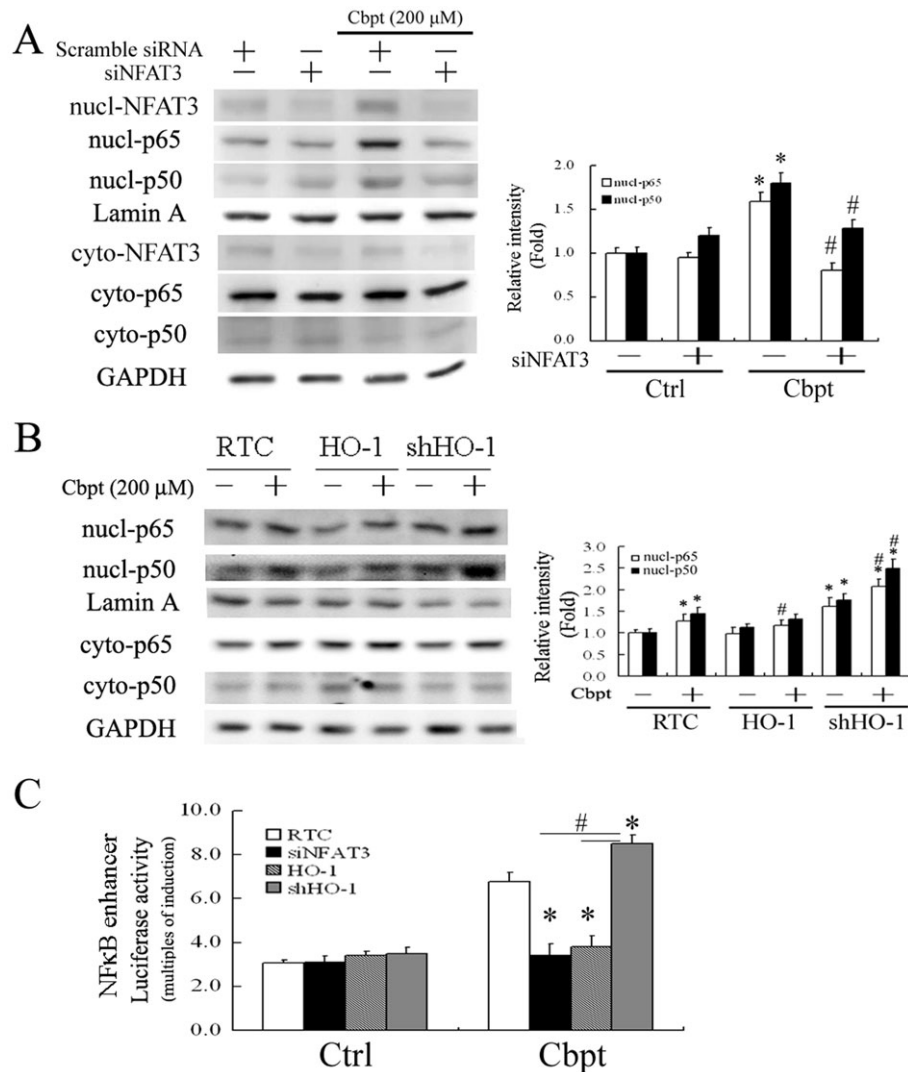 A
Cbpt (200 μM)
Scramble siRNA + − + −
siNFAT3 − + − +
nucl-NFAT3
nucl-p65
nucl-p50
Lamin A
cyto-NFAT3
cyto-p65
cyto-p50
GAPDH
Relative intensity
(Fold)
2.0
1.5
1.0
0.5
0.0
nucl-p65
nucl-p50
* * # #
siNFAT3 − + − +
Ctrl Cbpt
B
RTC HO-1 shHO-1
Cbpt (200 μM) − + − + − +
nucl-p65
nucl-p50
Lamin A
cyto-p65
cyto-p50
GAPDH
Relative intensity
(Fold)
3.0
2.5
2.0
1.5
1.0
0.0
nucl-p65
nucl-p50
* * # * * # * # *
Cbpt − + − + − +
RTC HO-1 shHO-1
C
NFκB enhancer
Luciferase activity
(multiples of induction)
10.0
8.0
6.0
4.0
2.0
0.0
RTC
siNFAT3
HO-1
shHO-1
* * # *
Ctrl Cbpt